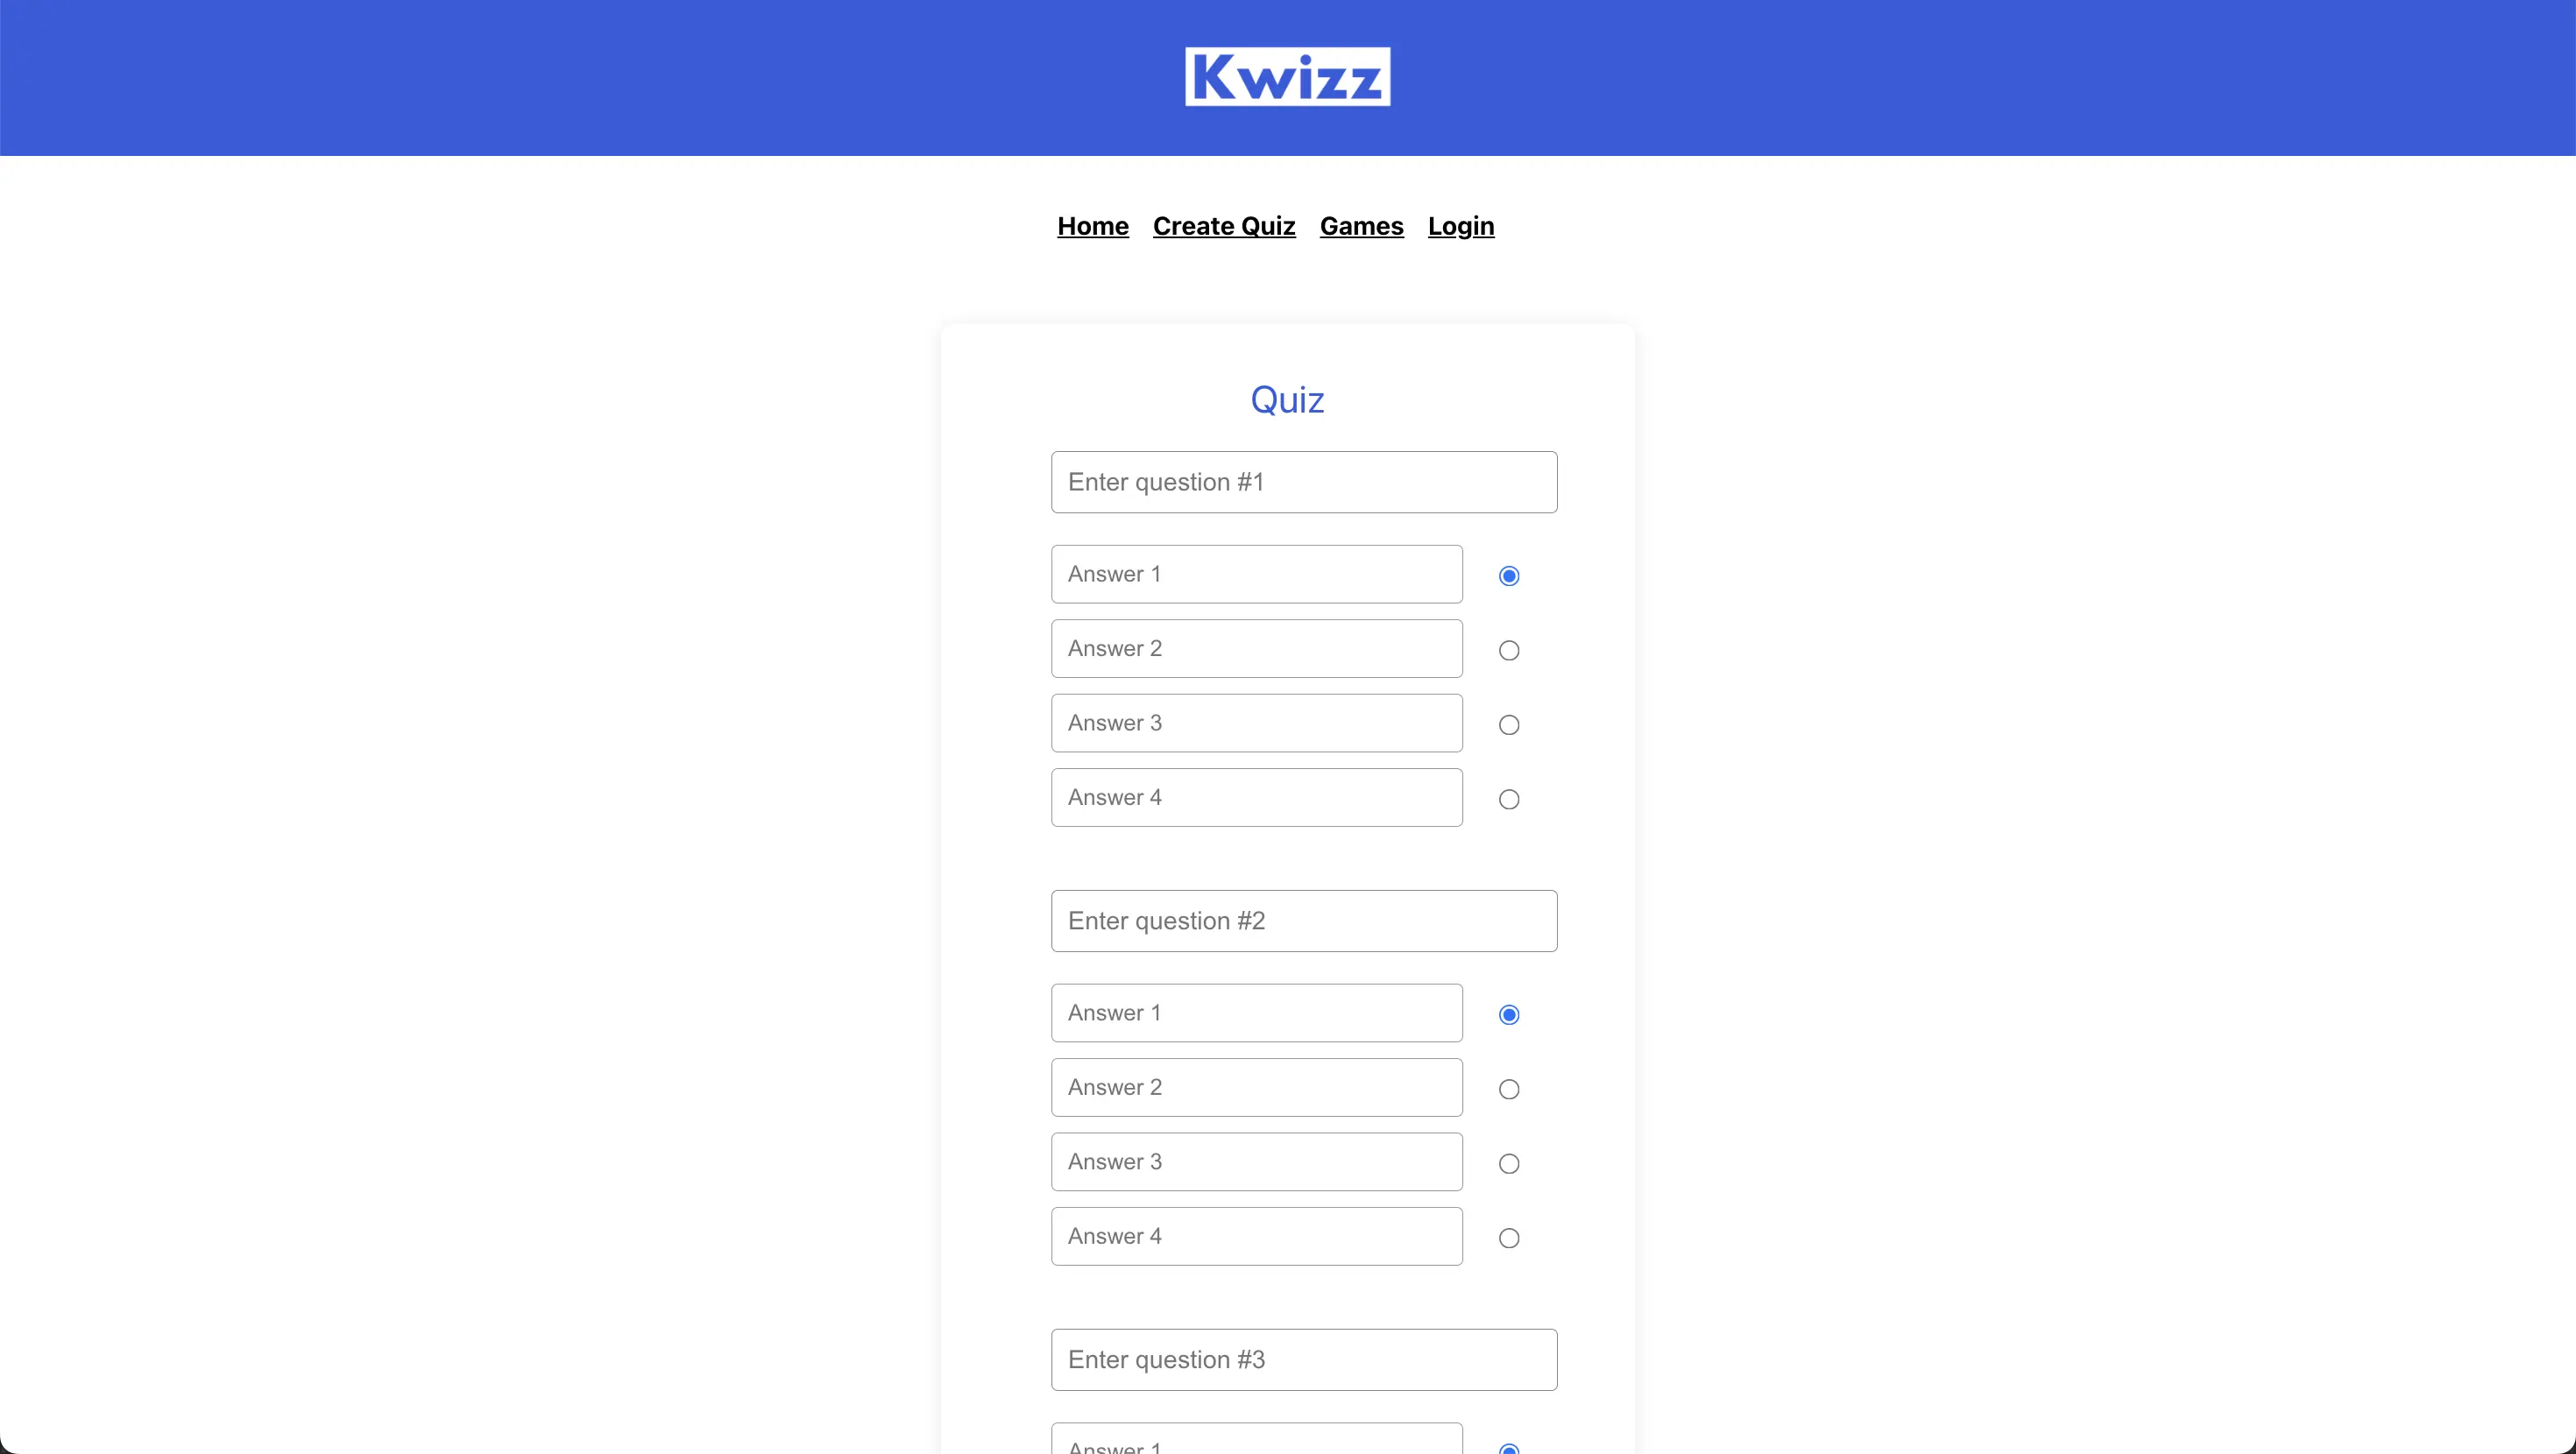 Kwizz
Home Create Quiz Games Login
Quiz
Enter question #1
Answer 1
Answer 2
Answer 3
Answer 4
Enter question #2
Answer 1
Answer 2
Answer 3
Answer 4
Enter question #3
Answer 1